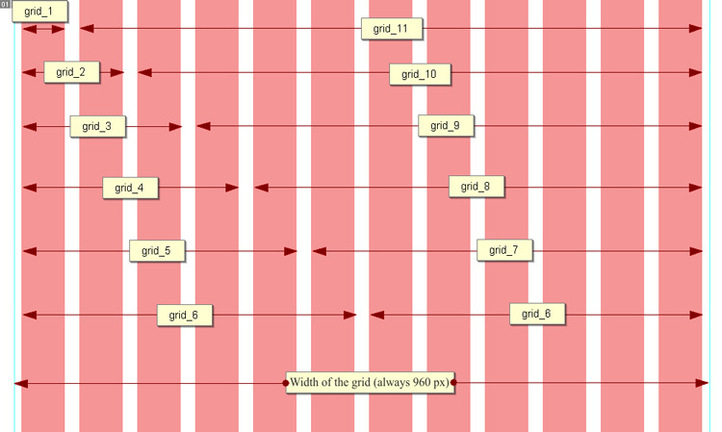 01
grid_1
grid_11
grid_2
grid_10
grid_3
grid_9
grid_4
grid_8
grid_5
grid_7
grid_6
grid_6
Width of the grid (always 960 px)